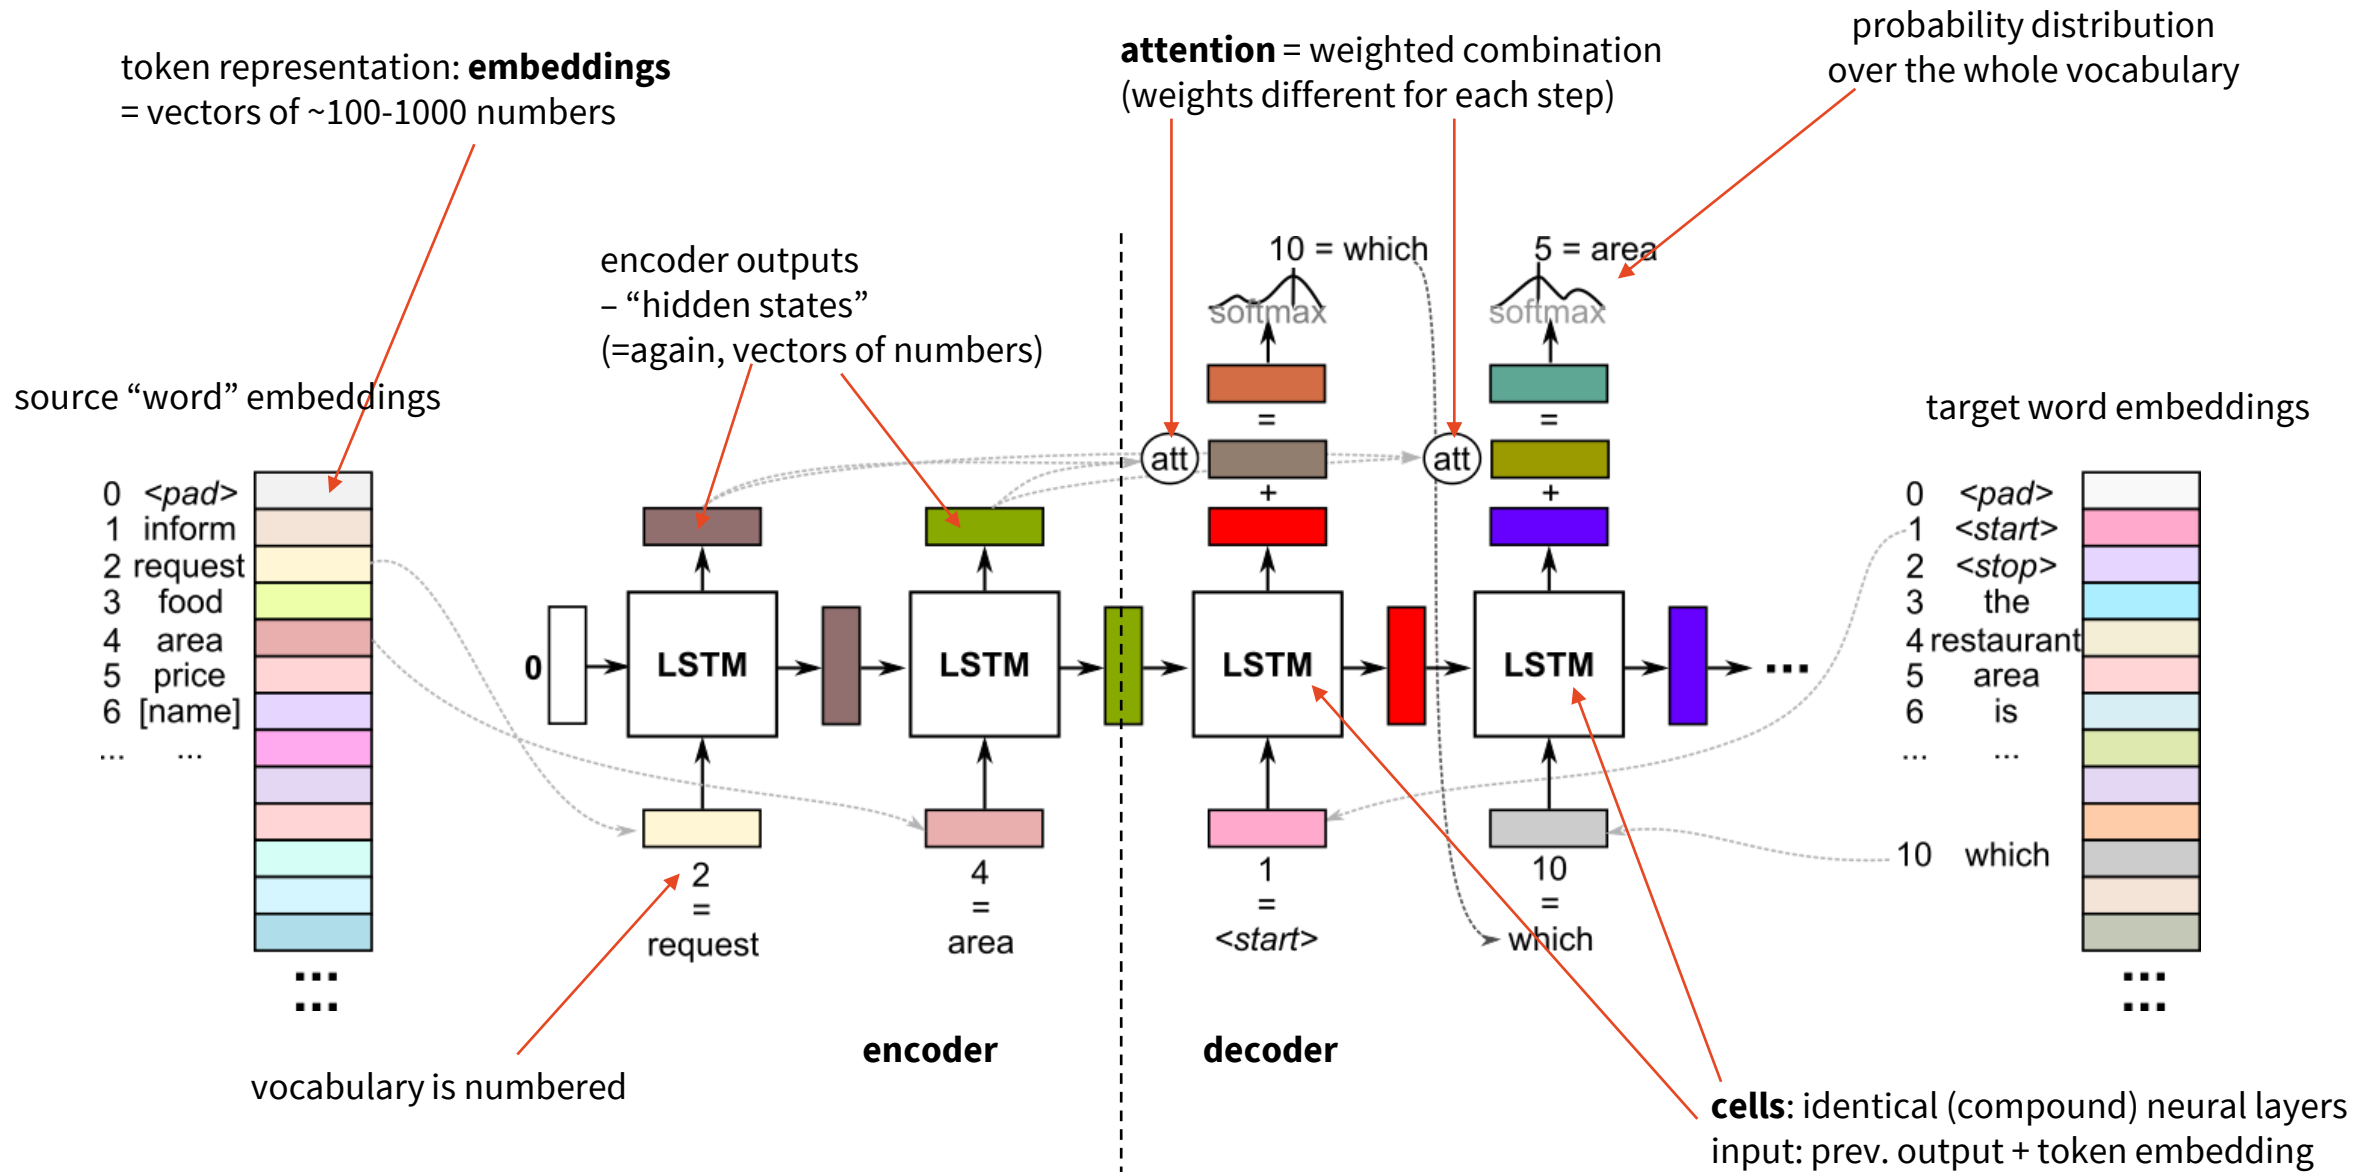 token representation: embeddings
= vectors of ~100-1000 numbers
attention = weighted combination
(weights different for each step)
probability distribution
over the whole vocabulary
encoder outputs
– “hidden states”
(=again, vectors of numbers)
source “word” embeddings
0 <pad>
1 inform
2 request
3 food
4 area
5 price
6 [name]
... ...
...
...
0
LSTM
LSTM
LSTM
LSTM
...
2
=
request
4
=
area
1
=
<start>
10
=
which
10 = which
softmax
=
att
+
5 = area
softmax
=
att
+
target word embeddings
0 <pad>
1 <start>
2 <stop>
3 the
4 restaurant
5 area
6 is
... ...
10 which
...
...
encoder
decoder
vocabulary is numbered
cells: identical (compound) neural layers
input: prev. output + token embedding